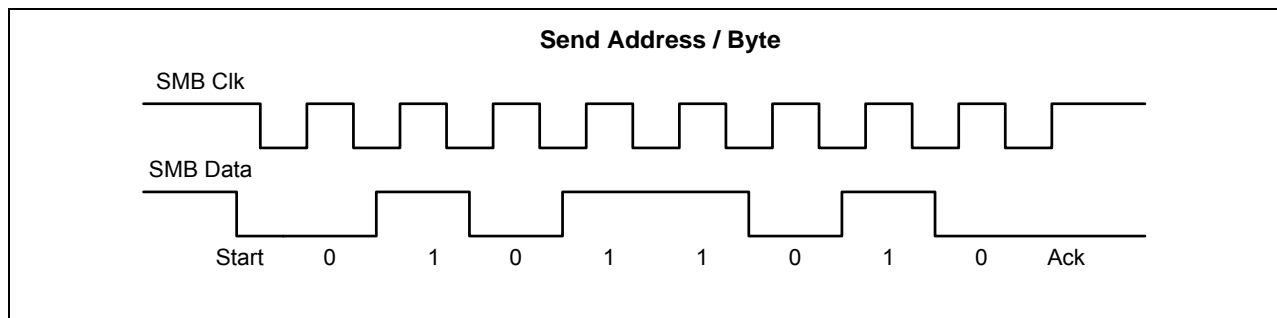 Send Address / Byte
SMB Clk
SMB Data
Start 0 1 0 1 1 0 1 0 Ack